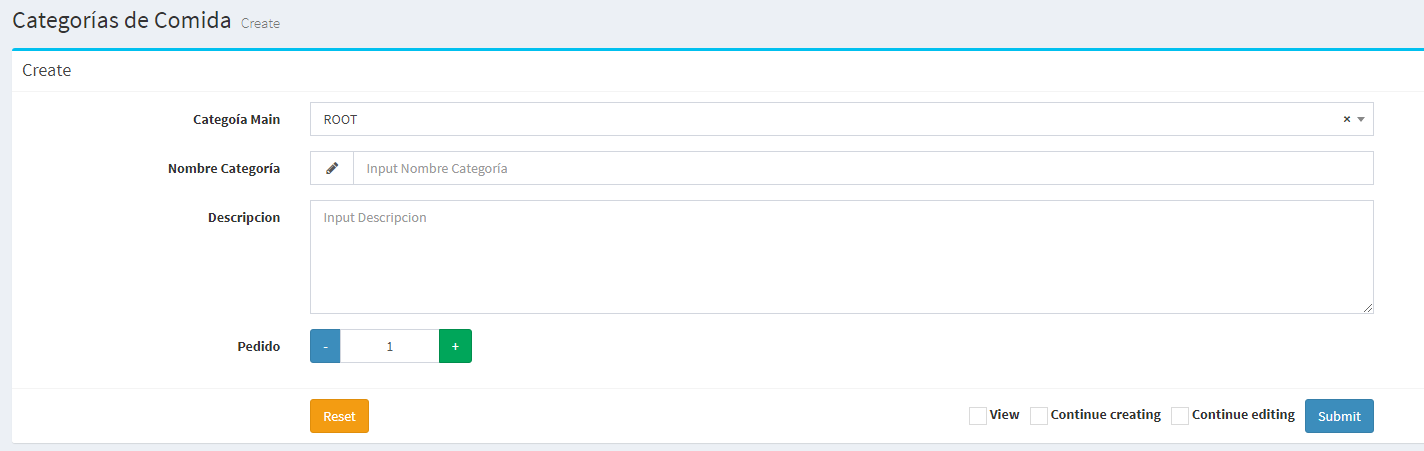 Categorías de Comida Create
Create
Categoía Main ROOT × 
Nombre Categoría Input Nombre Categoría
Descripcion Input Descripcion
Pedido - 1 +
Reset View Continue creating Continue editing Submit